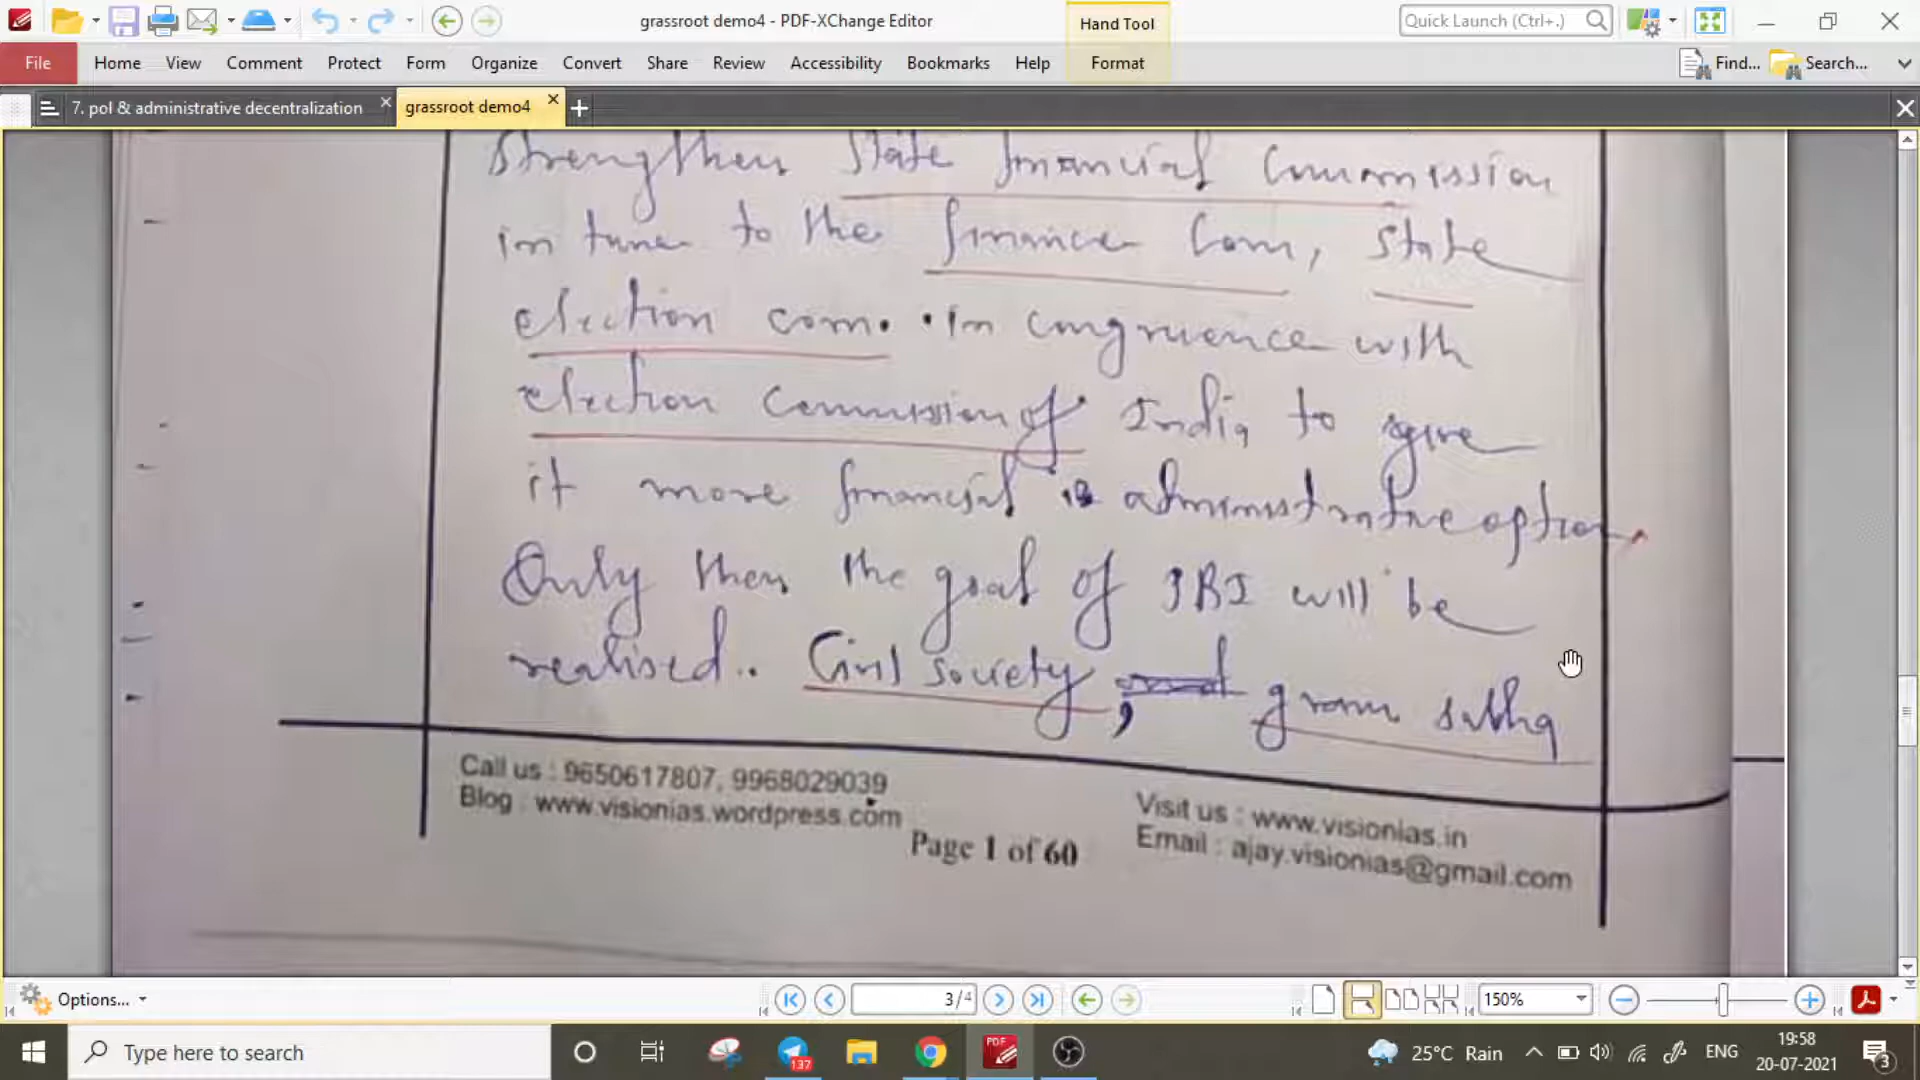 grassroot demo4 - PDF-XChange Editor
Hand Tool
Quick Launch (Ctrl+.)
File Home View Comment Protect Form Organize Convert Share Review Accessibility Bookmarks Help Format Find... Search...
7. pol & administrative decentralization grassroot demo4
Strengthen State financial Commission
in tune to the finance Com, state
election com. in congruence with
election Commission of India to give
it more financial & administrative option.
Only then the goal of PRI will be
realised. Civil society, gram sabha
Call us : 9650617807, 9968029039
Blog : www.visionias.wordpress.com
Page 1 of 60
Visit us : www.visionias.in
Email : ajay.visionias@gmail.com
Options... 3/4 150%
Type here to search
137
PDF
25°C Rain ENG
19:58
20-07-2021
3